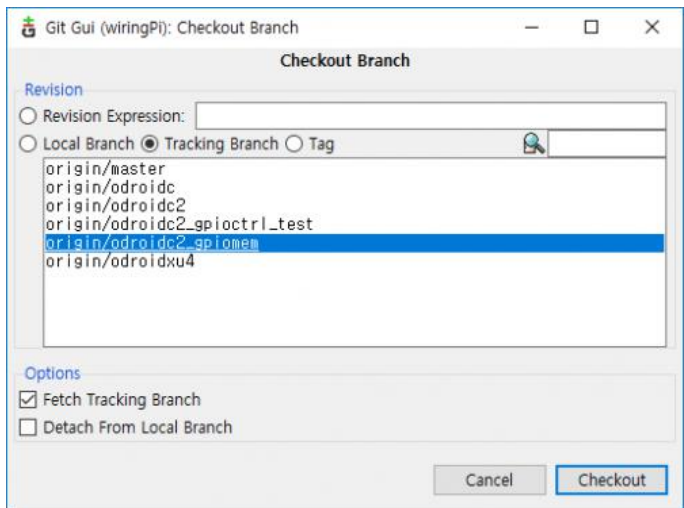 Git Gui (wiringPi): Checkout Branch
Checkout Branch
Revision
Revision Expression:
Local Branch Tracking Branch Tag
origin/master
origin/odroidc
origin/odroidc2
origin/odroidc2_gpioctrl_test
origin/odroidc2_gpiomem
origin/odroidxu4
Options
Fetch Tracking Branch
Detach From Local Branch
Cancel Checkout